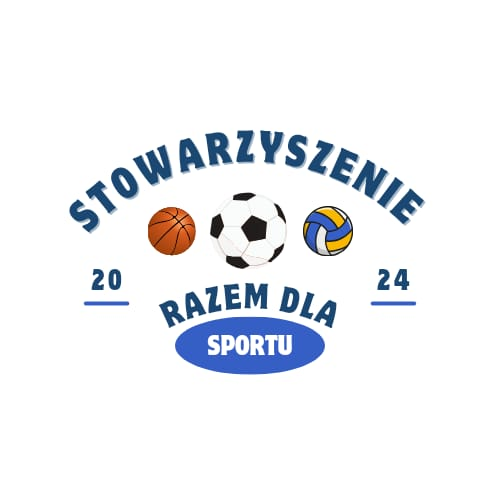 STOWARZYSZENIE
20 24
RAZEM DLA
SPORTU